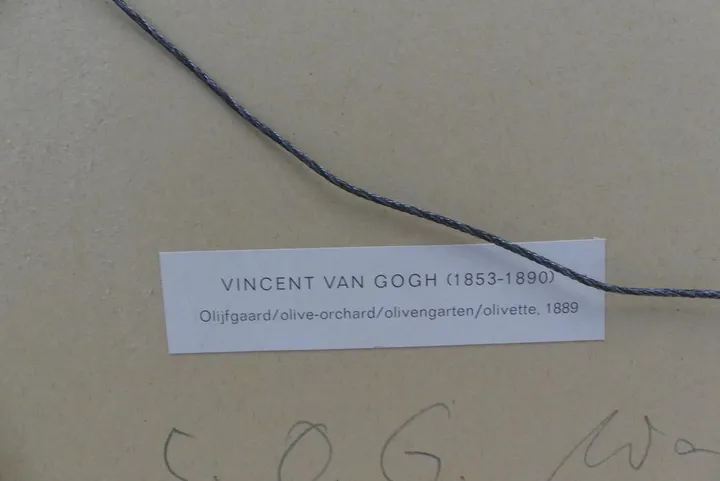 VINCENT VAN GOGH (1853-1890)
Olijfgaard/olive-orchard/olivengarten/olivette, 1889
O. G.